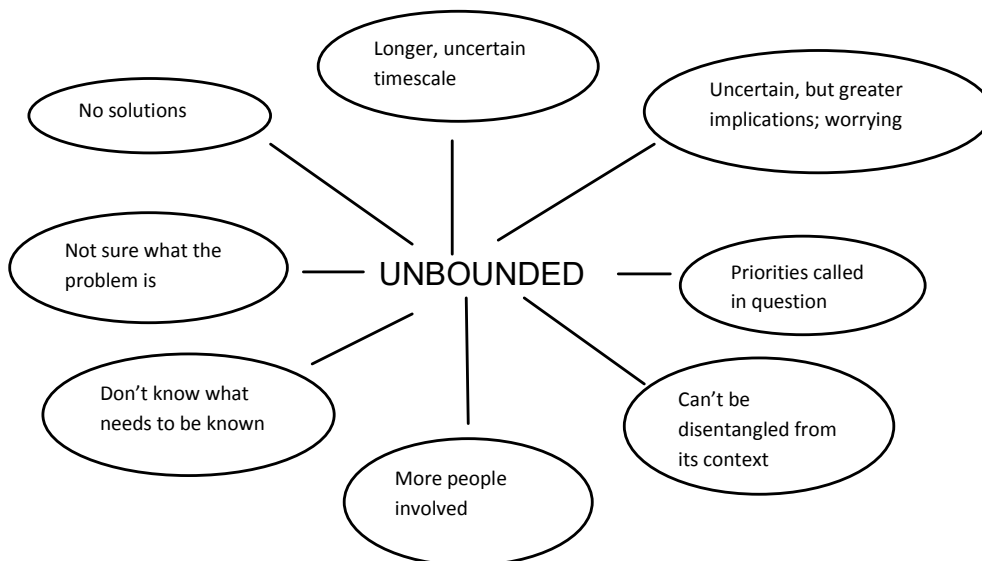 Longer, uncertain
timescale
No solutions
Uncertain, but greater
implications; worrying
Not sure what the
problem is
UNBOUNDED
Priorities called
in question
Don’t know what
needs to be known
Can’t be
disentangled from
its context
More people
involved